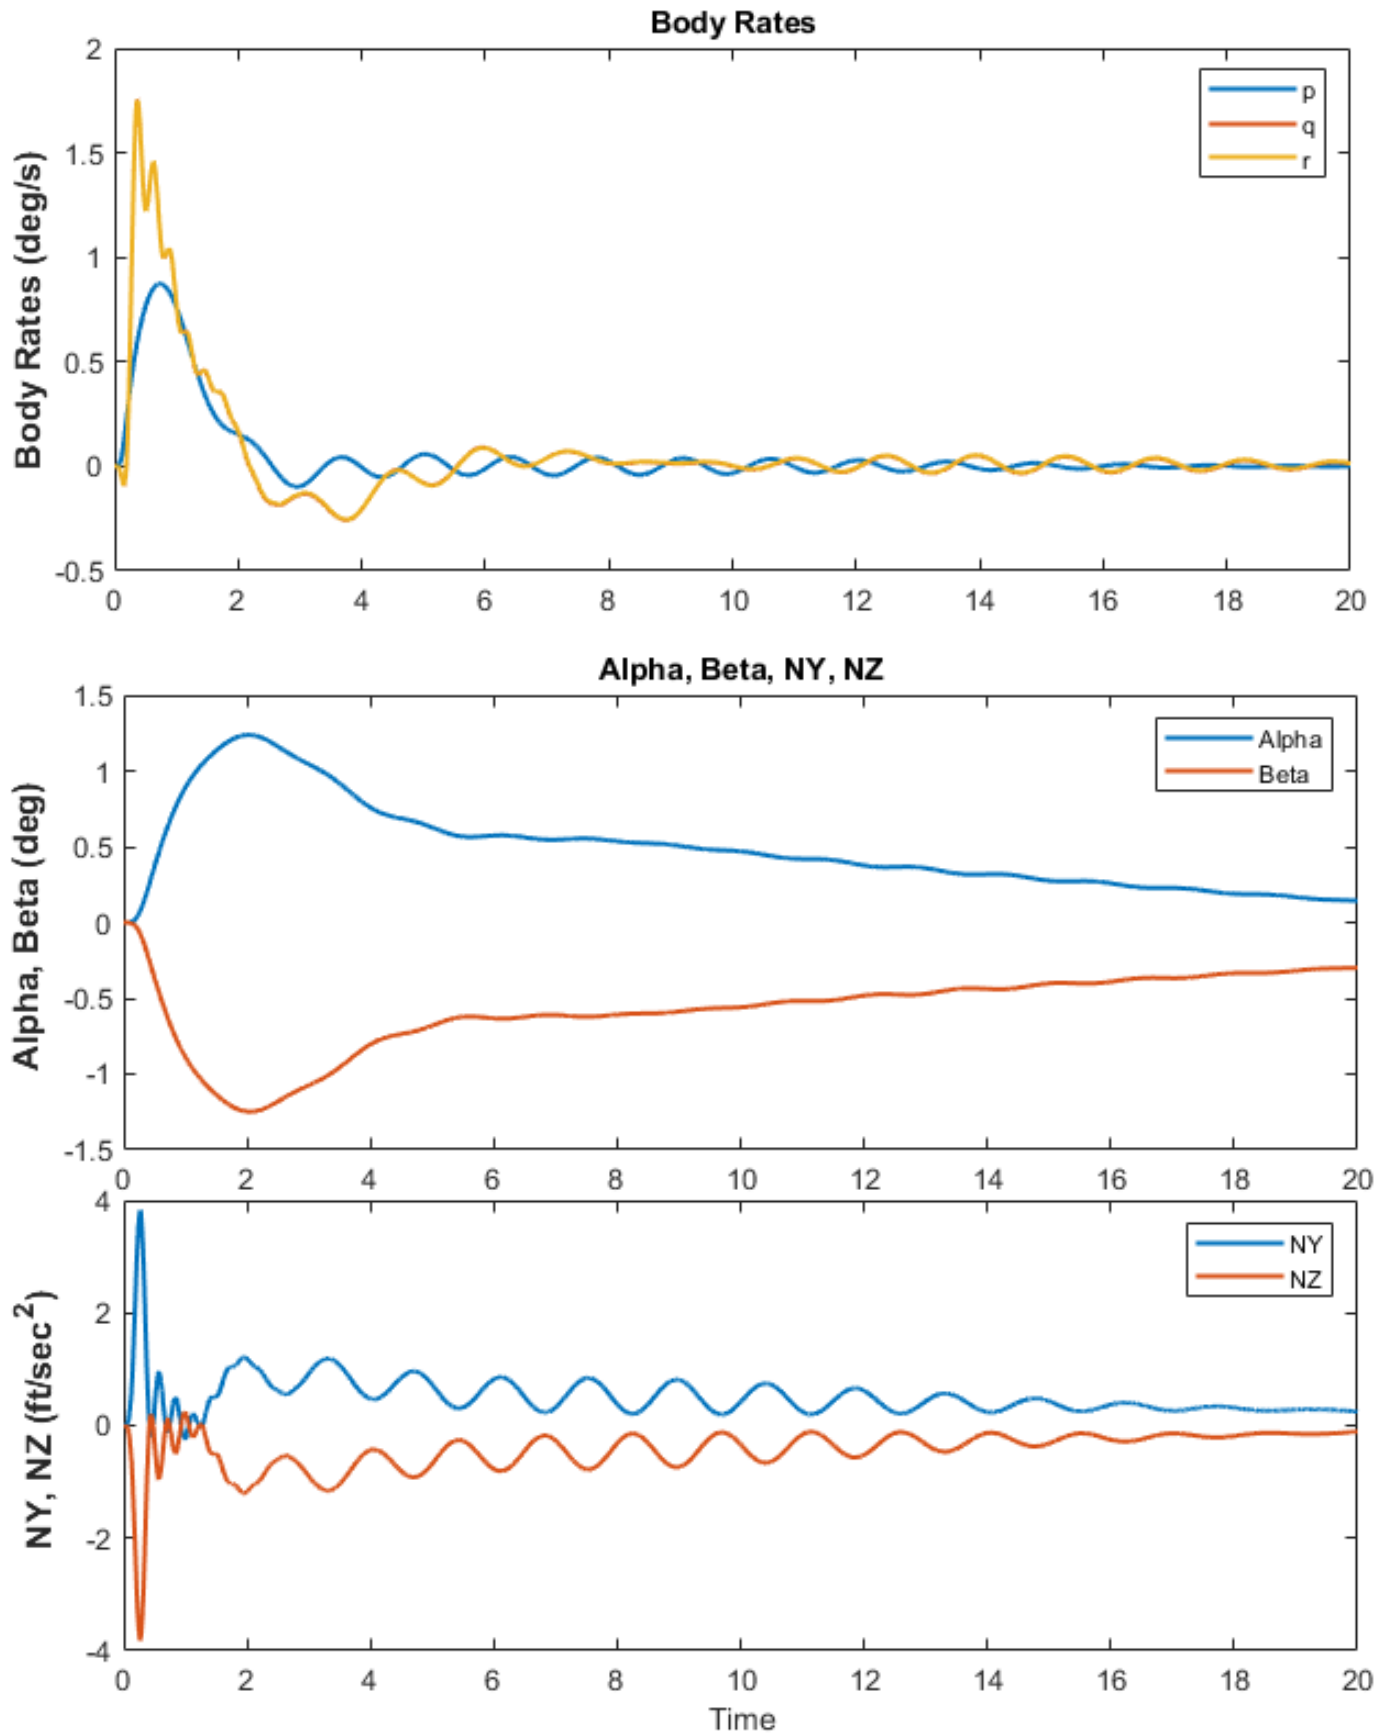 Body Rates
Body Rates (deg/s)
2
1.5
1
0.5
0
-0.5
p
q
r
0 2 4 6 8 10 12 14 16 18 20
Alpha, Beta, NY, NZ
Alpha, Beta (deg)
1.5
1
0.5
0
-0.5
-1
-1.5
Alpha
Beta
0 2 4 6 8 10 12 14 16 18 20
NY, NZ (ft/sec²)
4
2
0
-2
-4
NY
NZ
0 2 4 6 8 10 12 14 16 18 20
Time